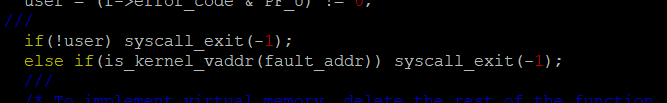 user = (f->error_code & PF_U) != 0;
///
if(!user) syscall_exit(-1);
else if(is_kernel_vaddr(fault_addr)) syscall_exit(-1);
///
/* To implement virtual memory, delete the rest of the function